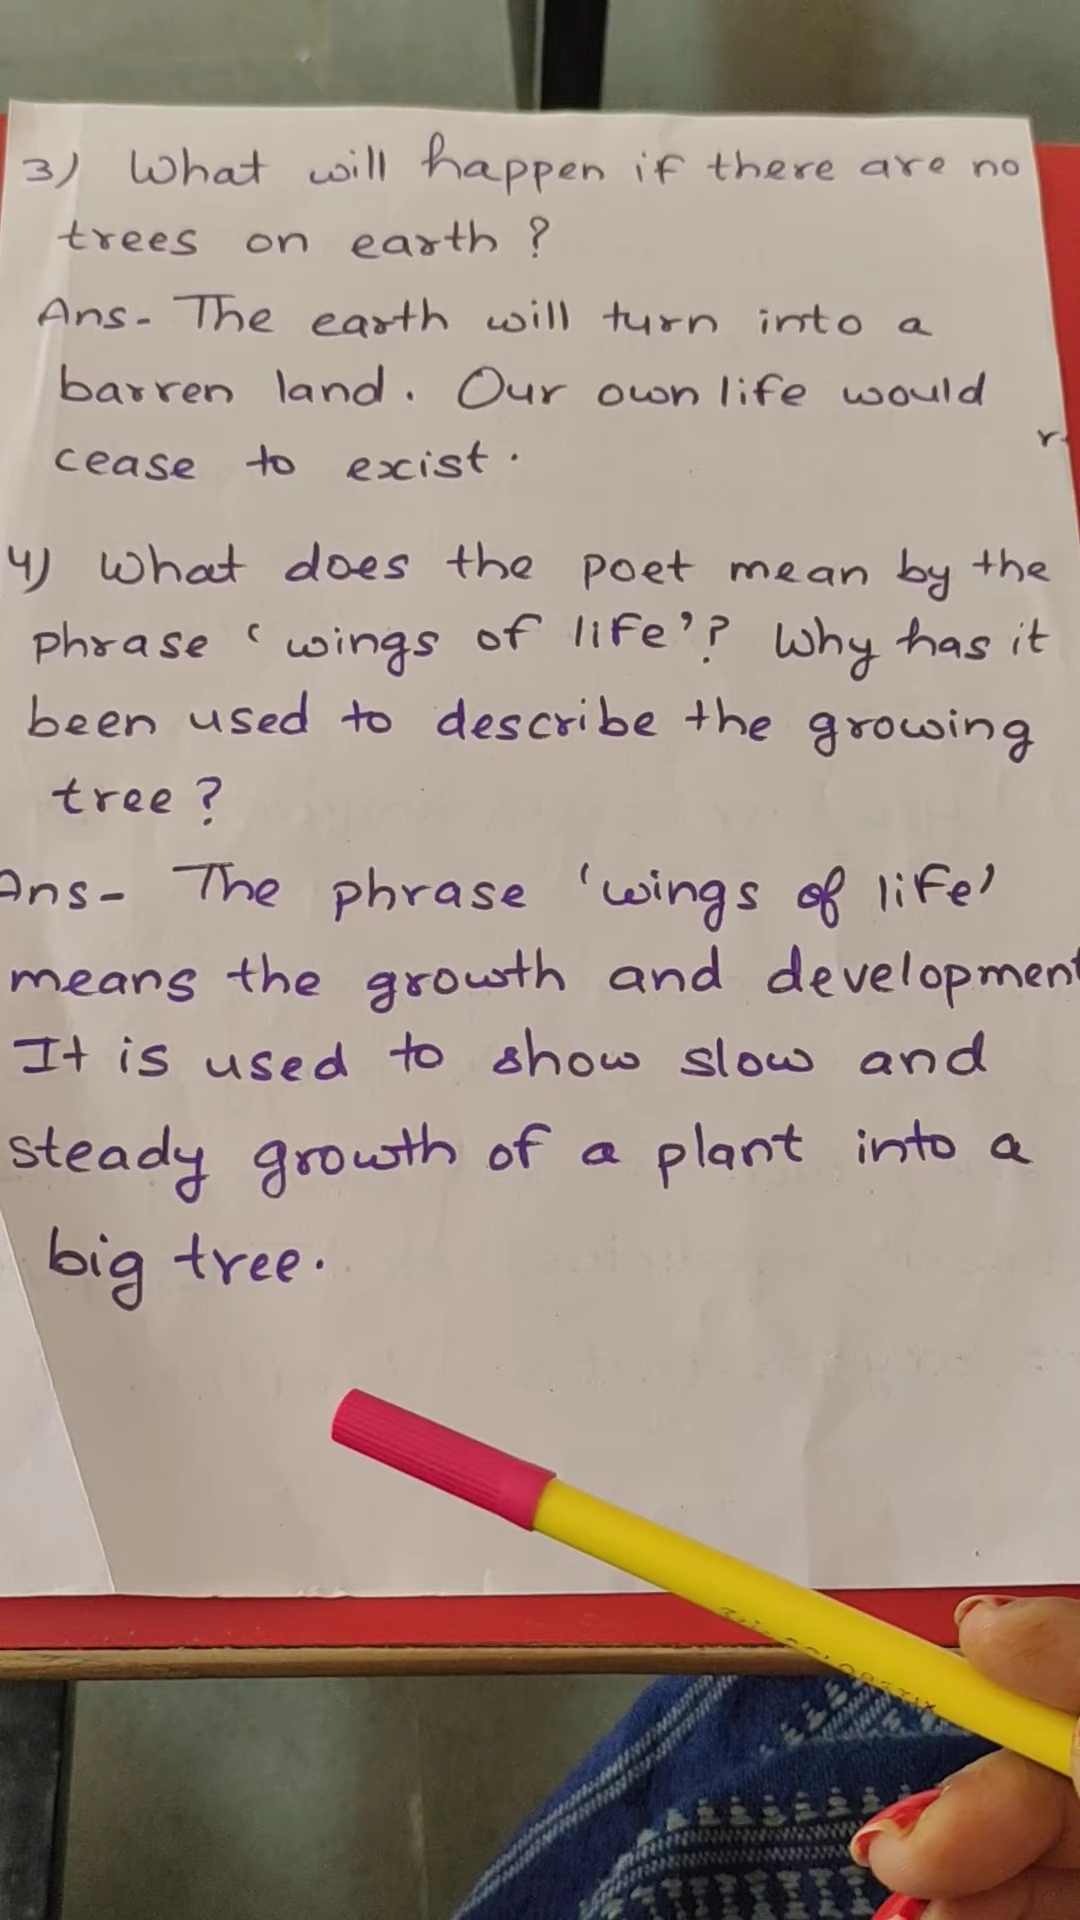 3) What will happen if there are no
trees on earth ?
Ans- The earth will turn into a
barren land. Our own life would
cease to exist.
4) What does the poet mean by the
phrase ‘wings of life’? Why has it
been used to describe the growing
tree ?
Ans- The phrase ‘wings of life’
means the growth and development
It is used to show slow and
steady growth of a plant into a
big tree.